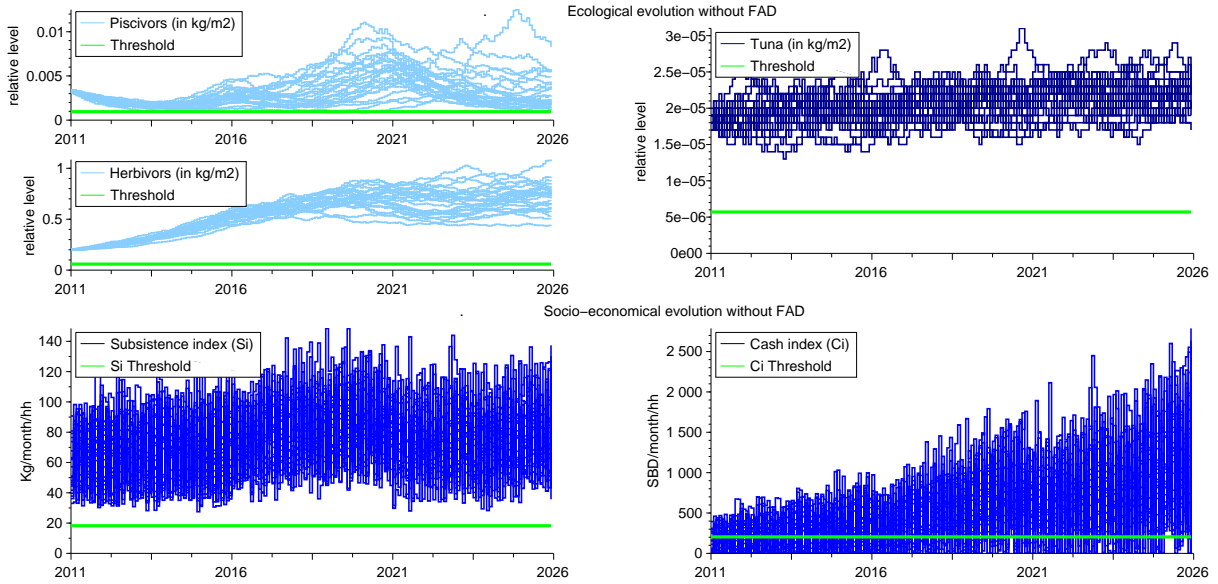 Ecological evolution without FAD
Piscivors (in kg/m2)
Threshold
relative level
0.01
0.005
0
2011
2016
2021
2026
Herbivors (in kg/m2)
Threshold
relative level
1
0.5
0
2011
2016
2021
2026
Tuna (in kg/m2)
Threshold
relative level
3e−05
2.5e−05
2e−05
1.5e−05
1e−05
5e−06
0e00
2011
2016
2021
2026
Socio−economical evolution without FAD
Subsistence index (Si)
Si Threshold
Kg/month/hh
140
120
100
80
60
40
20
0
2011
2016
2021
2026
Cash index (Ci)
Ci Threshold
SBD/month/hh
2 500
2 000
1 500
1 000
500
0
2011
2016
2021
2026